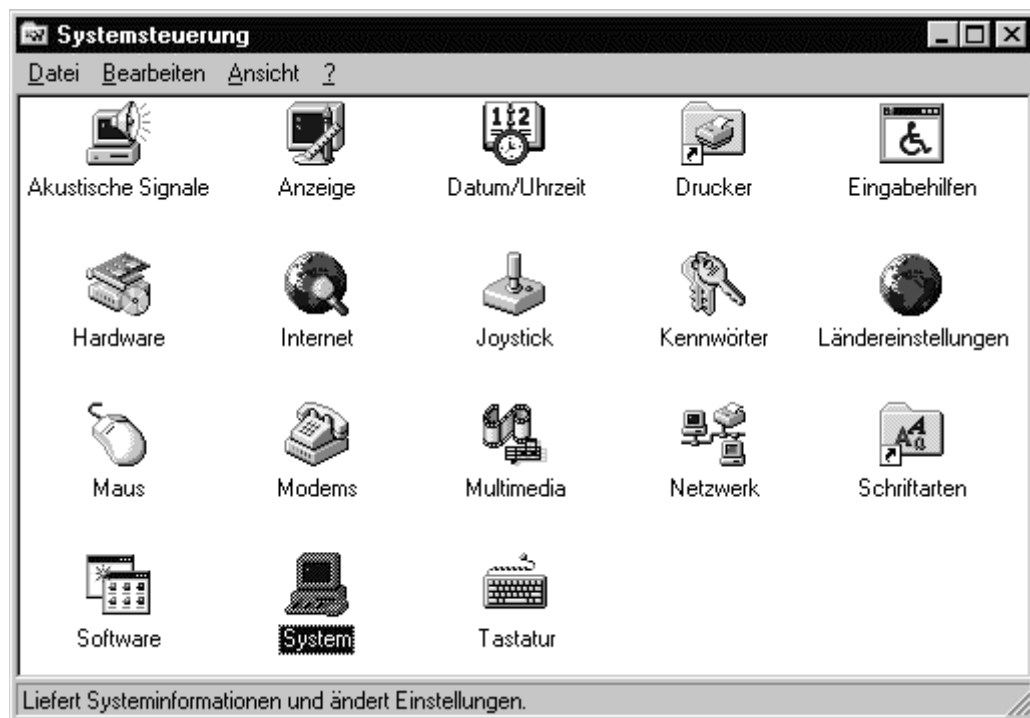 Systemsteuerung
Datei Bearbeiten Ansicht ?
Akustische Signale Anzeige Datum/Uhrzeit Drucker Eingabehilfen
Hardware Internet Joystick Kennwörter Ländereinstellungen
Maus Modems Multimedia Netzwerk Schriftarten
Software System Tastatur
Liefert Systeminformationen und ändert Einstellungen.